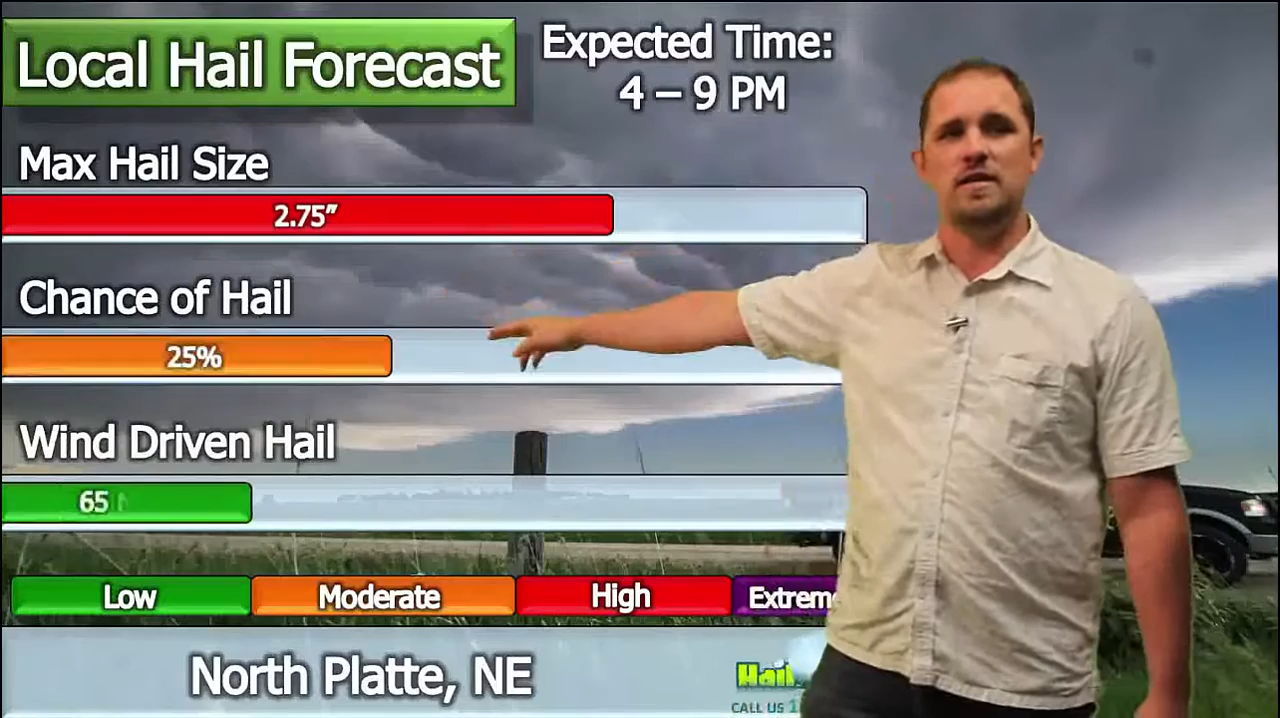 Local Hail Forecast
Expected Time:
4 – 9 PM
Max Hail Size
2.75"
Chance of Hail
25%
Wind Driven Hail
65
Low Moderate High
North Platte, NE
Hail
CALL US